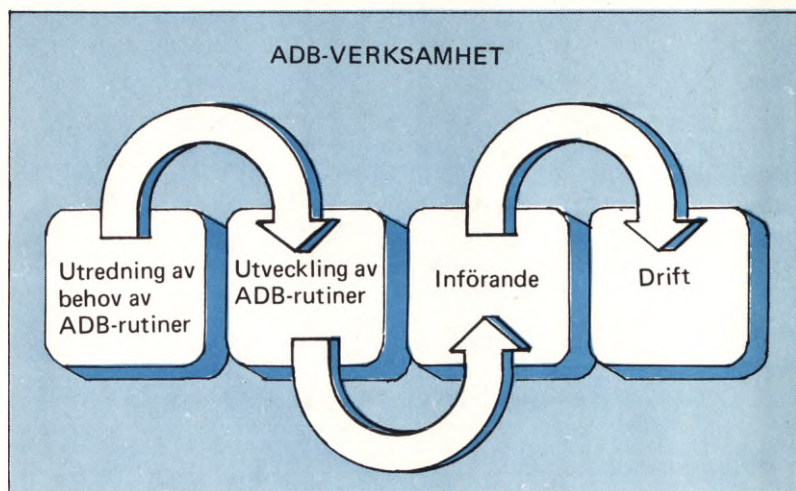 ADB-VERKSAMHET
Utredning av
behov av
ADB-rutiner
Utveckling av
ADB-rutiner
Införande
Drift